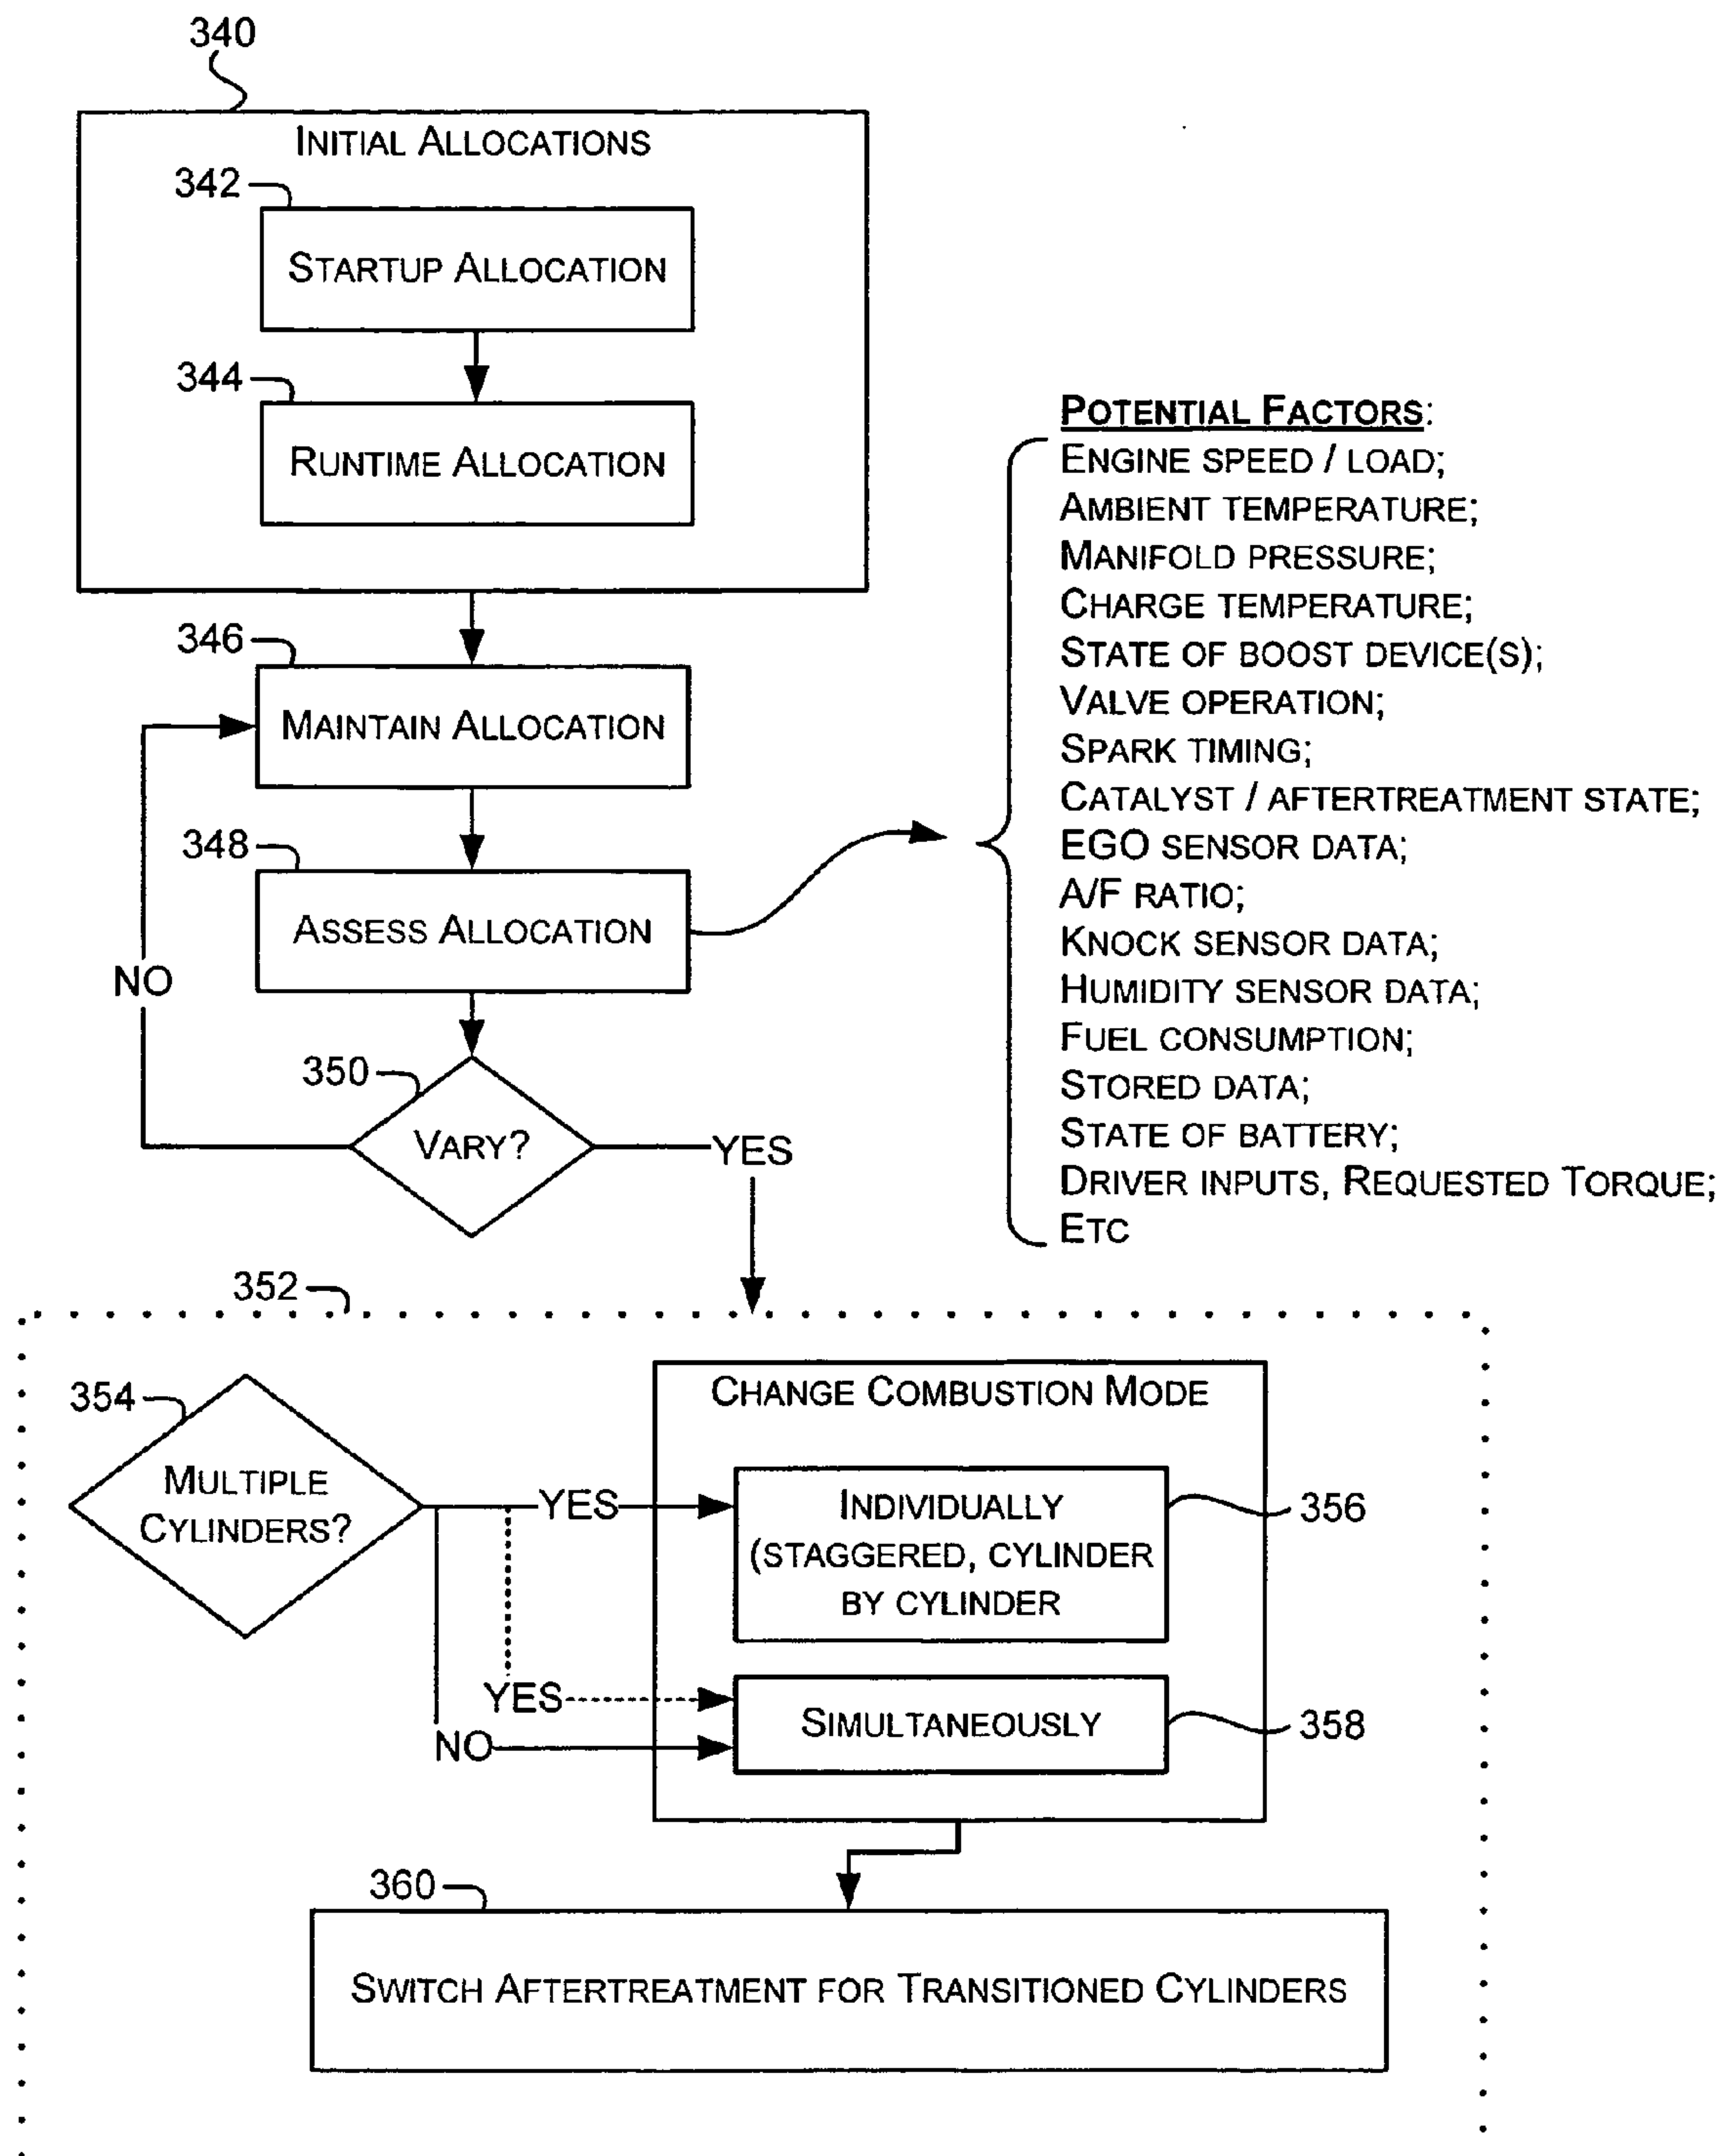 340
INITIAL ALLOCATIONS
342
STARTUP ALLOCATION
344
RUNTIME ALLOCATION
POTENTIAL FACTORS:
ENGINE SPEED / LOAD;
AMBIENT TEMPERATURE;
MANIFOLD PRESSURE;
CHARGE TEMPERATURE;
STATE OF BOOST DEVICE(S);
VALVE OPERATION;
SPARK TIMING;
CATALYST / AFTERTREATMENT STATE;
EGO SENSOR DATA;
A/F RATIO;
KNOCK SENSOR DATA;
HUMIDITY SENSOR DATA;
FUEL CONSUMPTION;
STORED DATA;
STATE OF BATTERY;
DRIVER INPUTS, REQUESTED TORQUE;
ETC
346
MAINTAIN ALLOCATION
348
ASSESS ALLOCATION
NO
350
VARY?
YES
352
354
MULTIPLE
CYLINDERS?
CHANGE COMBUSTION MODE
YES
INDIVIDUALLY
(STAGGERED, CYLINDER
BY CYLINDER
356
YES
NO
SIMULTANEOUSLY
358
360
SWITCH AFTERTREATMENT FOR TRANSITIONED CYLINDERS